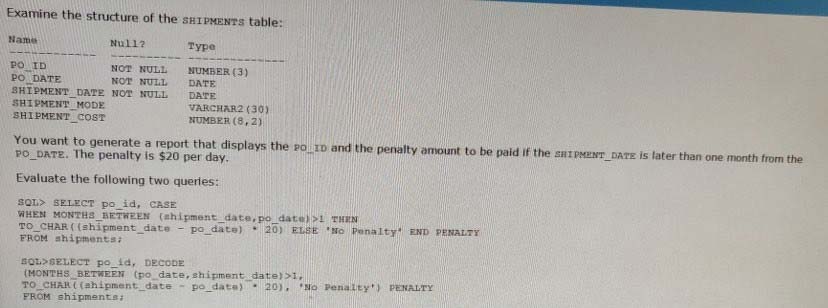 Examine the structure of the SHIPMENTS table:
Name Null? Type
PO_ID NOT NULL NUMBER(3)
PO_DATE NOT NULL DATE
SHIPMENT_DATE NOT NULL DATE
SHIPMENT_MODE VARCHAR2(30)
SHIPMENT_COST NUMBER(8,2)
You want to generate a report that displays the PO_ID and the penalty amount to be paid if the SHIPMENT_DATE is later than one month from the
PO_DATE. The penalty is $20 per day.
Evaluate the following two queries:
SQL> SELECT po_id, CASE
WHEN MONTHS_BETWEEN (shipment_date,po_date)>1 THEN
TO_CHAR((shipment_date - po_date) * 20) ELSE 'No Penalty' END PENALTY
FROM shipments;
SQL>SELECT po_id, DECODE
(MONTHS_BETWEEN (po_date,shipment_date)>1,
TO_CHAR((shipment_date - po_date) * 20), 'No Penalty') PENALTY
FROM shipments;